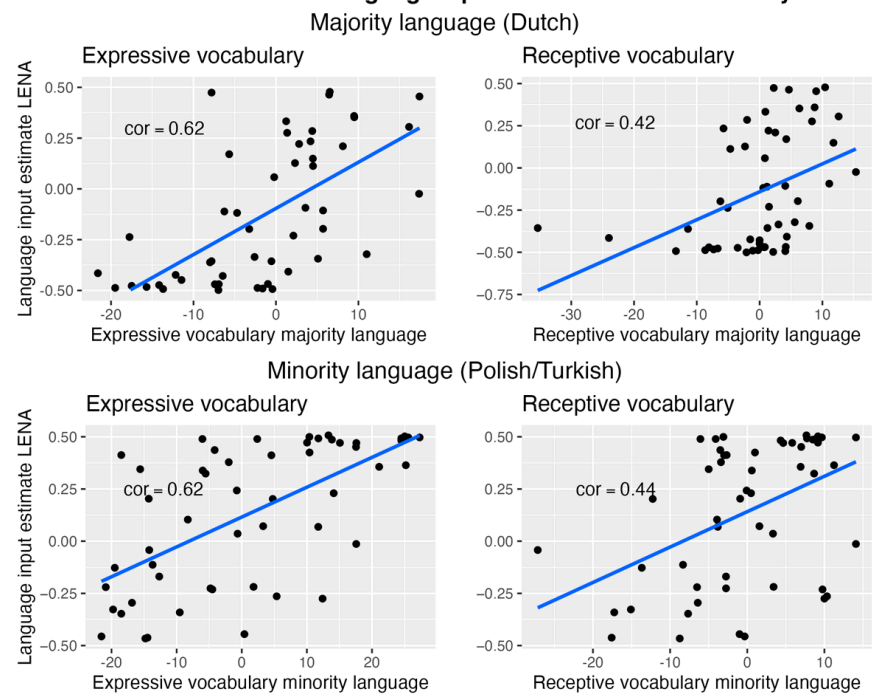 Majority language (Dutch)
Expressive vocabulary
Receptive vocabulary
Language input estimate LENA
0.50
0.25
0.00
-0.25
-0.50
cor = 0.62
-20 -10 0 10
Expressive vocabulary majority language
0.50
0.25
0.00
-0.25
-0.50
-0.75
cor = 0.42
-30 -20 -10 0 10
Receptive vocabulary majority language
Minority language (Polish/Turkish)
Expressive vocabulary
Receptive vocabulary
Language input estimate LENA
0.50
0.25
0.00
−0.25
−0.50
cor = 0.62
-20 -10 0 10 20
Expressive vocabulary minority language
0.50
0.25
0.00
−0.25
−0.50
cor = 0.44
-20 -10 0 10
Receptive vocabulary minority language